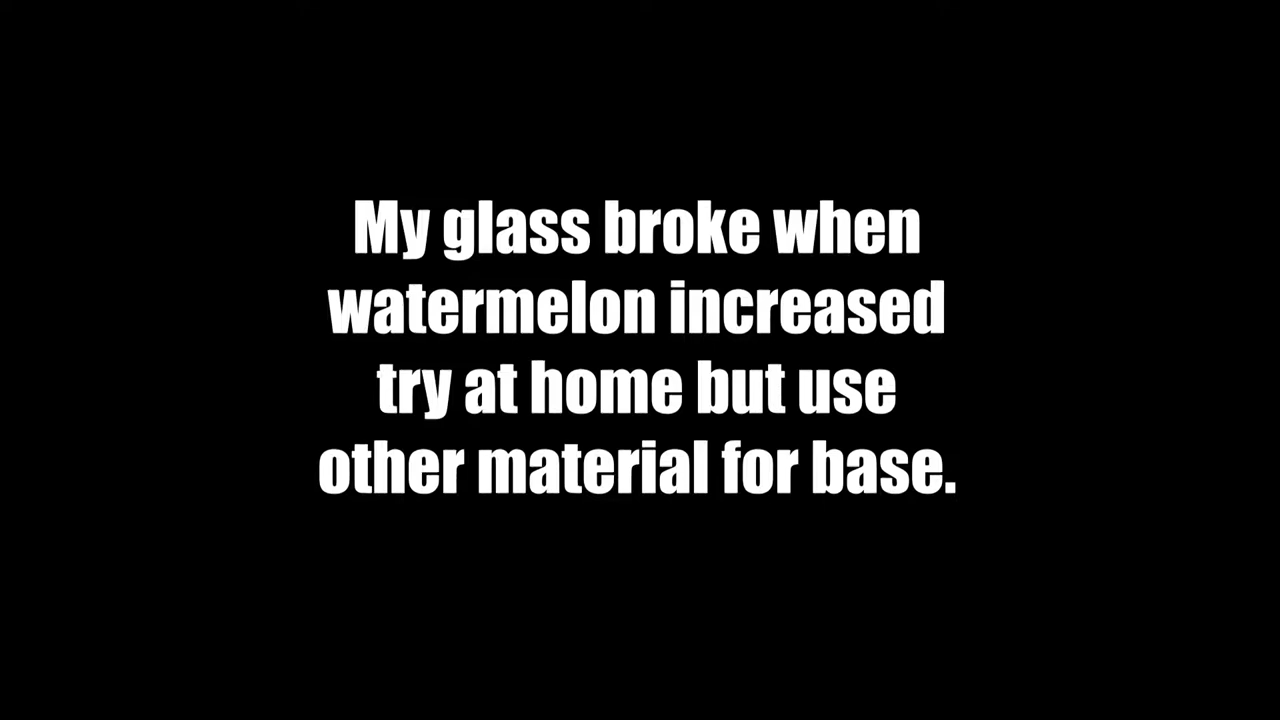 My glass broke when
watermelon increased
try at home but use
other material for base.